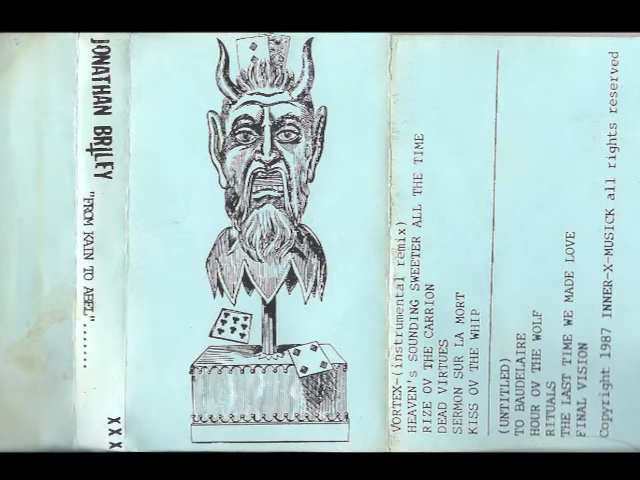 JONATHAN BRILEY
"FROM KAIN TO ABEL".......
XXX
VORTEX-(instrumental remix)
HEAVEN's SOUNDING SWEETER ALL THE TIME
RIZE OV THE CARRION
DEAD VIRTUES
SERMON SUR LA MORT
KISS OV THE WHIP
(UNTITLED)
TO BAUDELAIRE
HOUR OV THE WOLF
RITUALS
THE LAST TIME WE MADE LOVE
FINAL VISION
Copyright 1987 INNER-X-MUSICK all rights reserved